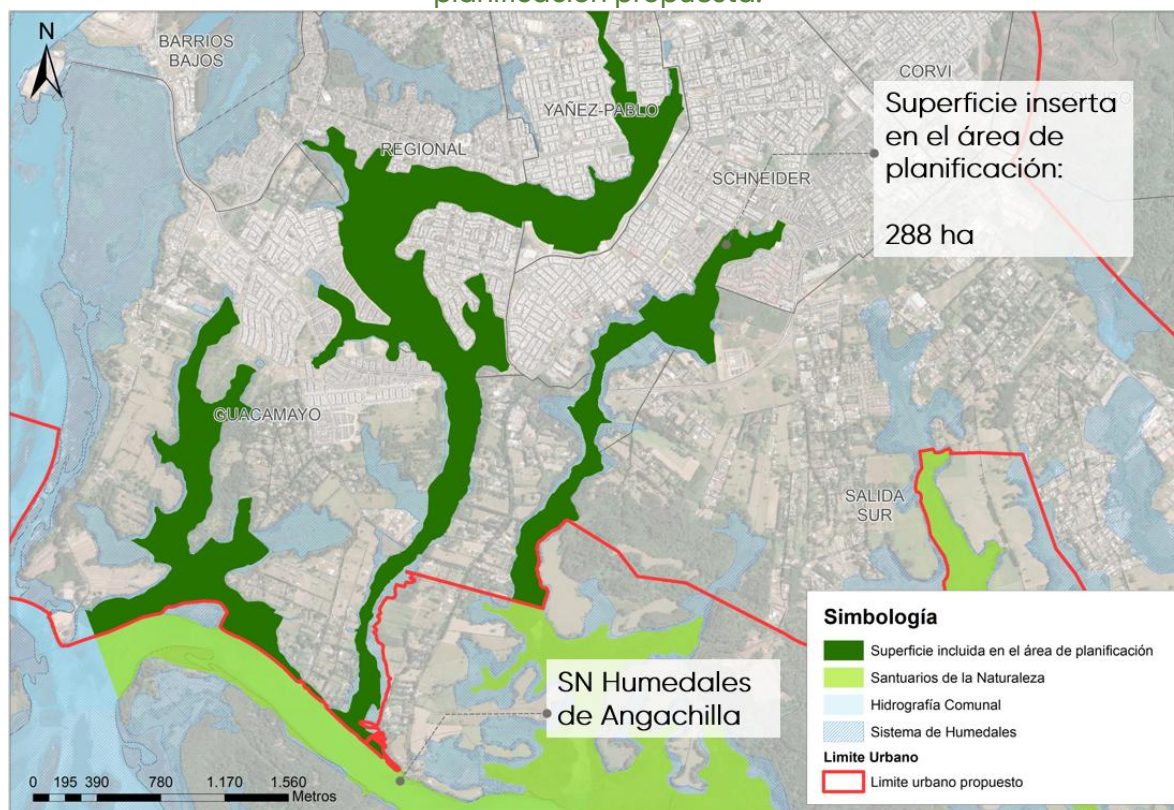 planificación propuesta.
N
BARRIOS
BAJOS
CORVI
YAÑEZ-PABLO
REGIONAL
SCHNEIDER
Superficie inserta
en el área de
planificación:
288 ha
GUACAMAYO
SALIDA
SUR
SN Humedales
de Angachilla
Simbología
Superficie incluida en el área de planificación
Santuarios de la Naturaleza
Hidrografía Comunal
Sistema de Humedales
Limite Urbano
Limite urbano propuesto
0 195 390 780 1.170 1.560
Metros